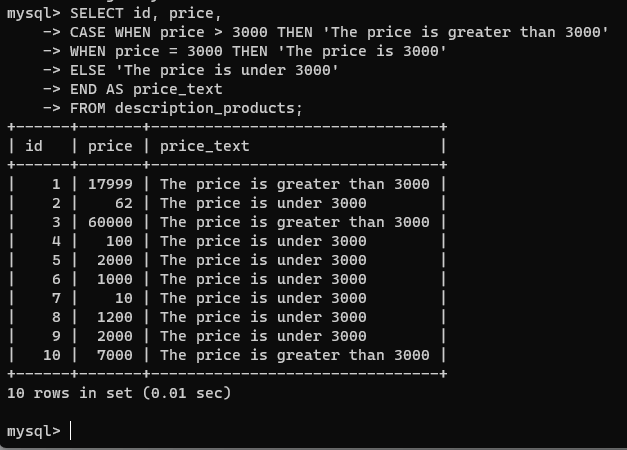 mysql> SELECT id, price,
    -> CASE WHEN price > 3000 THEN 'The price is greater than 3000'
    -> WHEN price = 3000 THEN 'The price is 3000'
    -> ELSE 'The price is under 3000'
    -> END AS price_text
    -> FROM description_products;
+------+-------+--------------------------------+
| id   | price | price_text                     |
+------+-------+--------------------------------+
|    1 | 17999 | The price is greater than 3000 |
|    2 |    62 | The price is under 3000        |
|    3 | 60000 | The price is greater than 3000 |
|    4 |   100 | The price is under 3000        |
|    5 |  2000 | The price is under 3000        |
|    6 |  1000 | The price is under 3000        |
|    7 |    10 | The price is under 3000        |
|    8 |  1200 | The price is under 3000        |
|    9 |  2000 | The price is under 3000        |
|   10 |  7000 | The price is greater than 3000 |
+------+-------+--------------------------------+
10 rows in set (0.01 sec)
mysql>